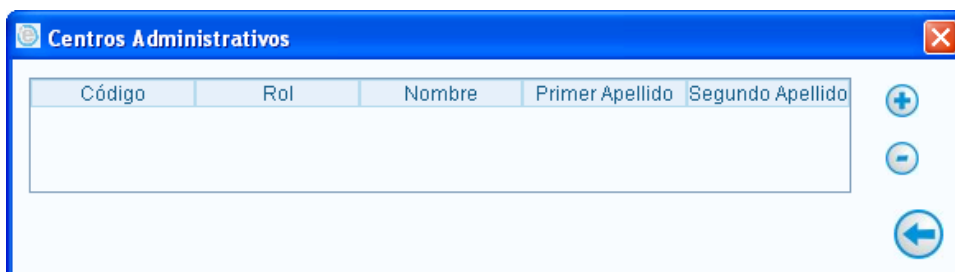 Centros Administrativos
Código Rol Nombre Primer Apellido Segundo Apellido